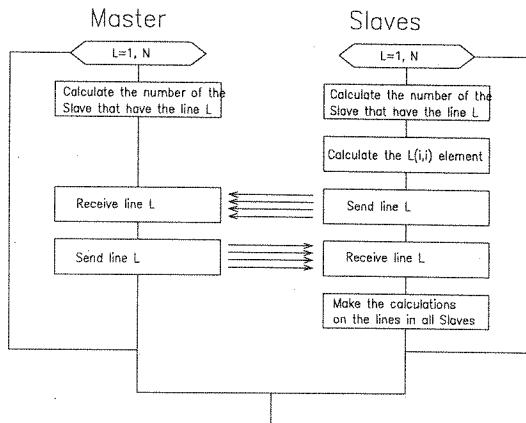 Master
L=1, N
Calculate the number of the
Slave that have the line L
Receive line L
Send line L
Slaves
L=1, N
Calculate the number of the
Slave that have the line L
Calculate the L(i,i) element
Send line L
Receive line L
Make the calculations
on the lines in all Slaves